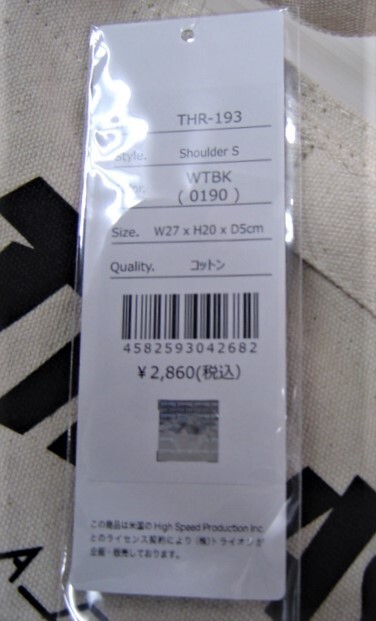 THR-193
Style. Shoulder S
WTBK
( 0190 )
Size. W27 x H20 x D5cm
Quality. コットン
4582593042682
¥2,860(税込)
この商品は米国の High Speed Production Inc.
とのライセンス契約により (株)トライオンが
企画・販売しております。